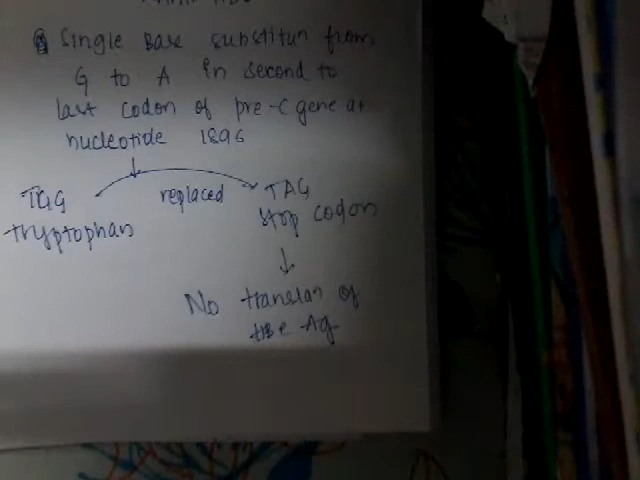 Single Base substitun from
G to A in second to
last codon of pre-C gene at
nucleotide 1896
TGG replaced TAG
tryptophan stop codon
No translan of
HBe Ag